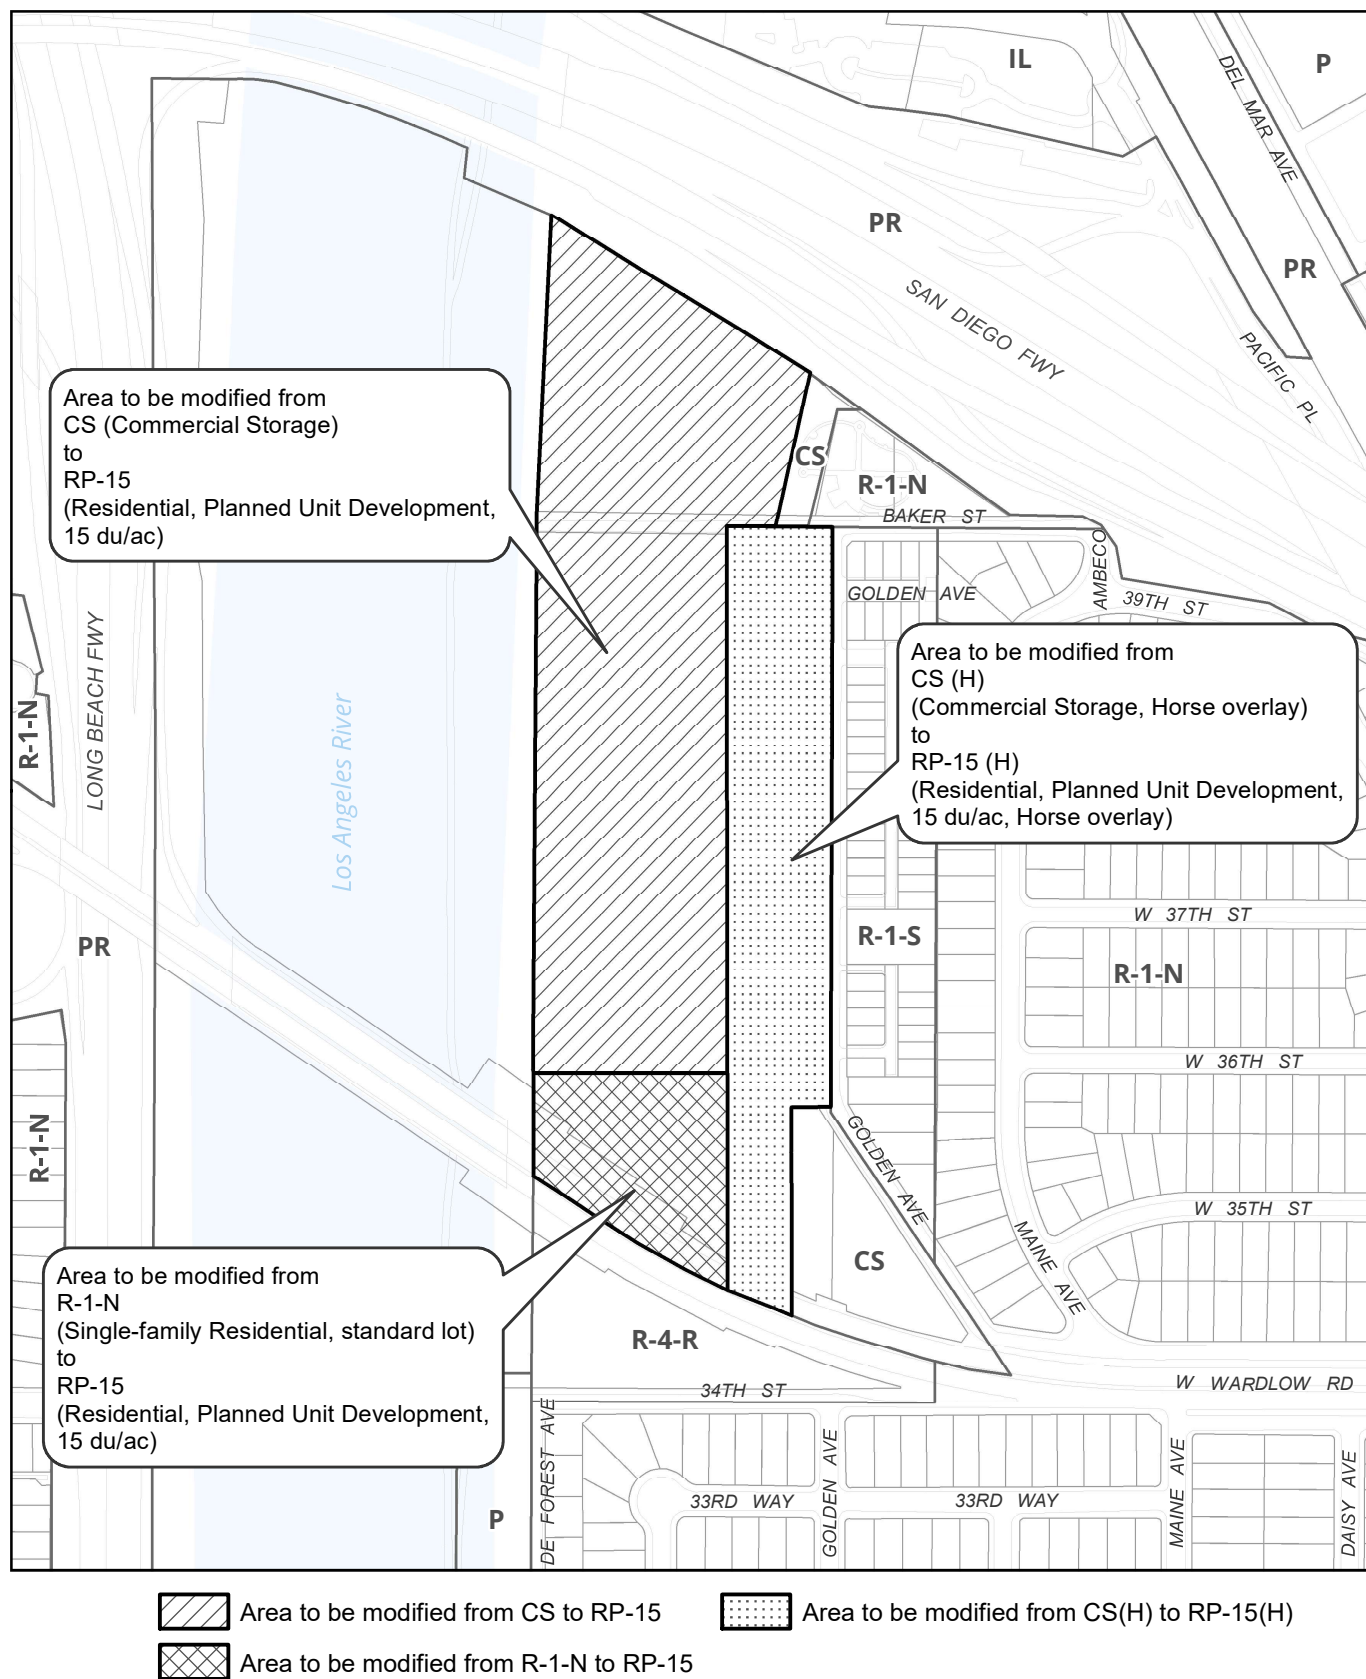 IL
P
DEL MAR AVE
PR
PR
SAN DIEGO FWY
PACIFIC PL
Area to be modified from
CS (Commercial Storage)
to
RP-15
(Residential, Planned Unit Development,
15 du/ac)
CS
R-1-N
BAKER ST
GOLDEN AVE
AMBECO
39TH ST
LONG BEACH FWY
R-1-N
Los Angeles River
Area to be modified from
CS (H)
(Commercial Storage, Horse overlay)
to
RP-15 (H)
(Residential, Planned Unit Development,
15 du/ac, Horse overlay)
W 37TH ST
PR
R-1-S
R-1-N
W 36TH ST
R-1-N
GOLDEN AVE
W 35TH ST
MAINE AVE
CS
Area to be modified from
R-1-N
(Single-family Residential, standard lot)
to
RP-15
(Residential, Planned Unit Development,
15 du/ac)
R-4-R
34TH ST
W WARDLOW RD
P
DE FOREST AVE
33RD WAY
GOLDEN AVE
33RD WAY
MAINE AVE
DAISY AVE
Area to be modified from CS to RP-15
Area to be modified from CS(H) to RP-15(H)
Area to be modified from R-1-N to RP-15